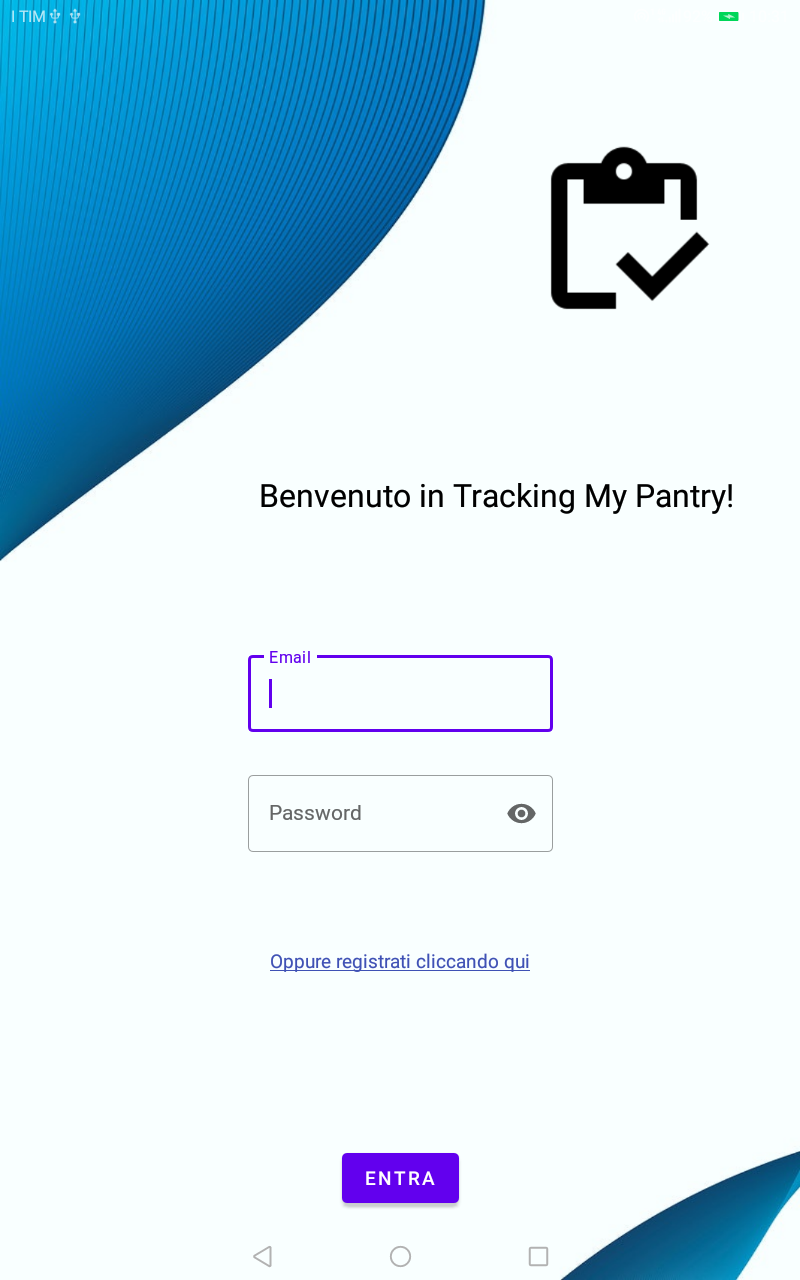 I TIM
Benvenuto in Tracking My Pantry!
Email
Password
Oppure registrati cliccando qui
ENTRA